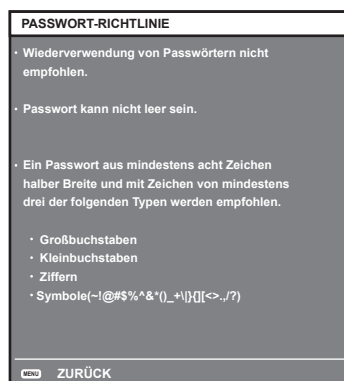 PASSWORT-RICHTLINIE
· Wiederverwendung von Passwörtern nicht
empfohlen.
· Passwort kann nicht leer sein.
· Ein Passwort aus mindestens acht Zeichen
halber Breite und mit Zeichen von mindestens
drei der folgenden Typen werden empfohlen.
· Großbuchstaben
· Kleinbuchstaben
· Ziffern
· Symbole(~!@#$%^&*()_+\|}{][<>.,/?)
MENU ZURÜCK